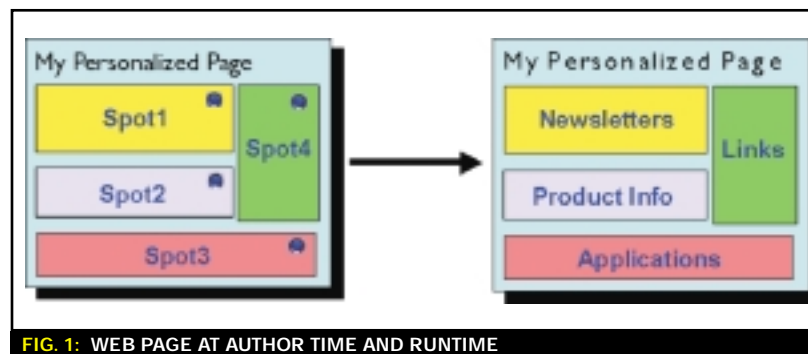 My Personalized Page
Spot1
Spot4
Spot2
Spot3
My Personalized Page
Newsletters
Links
Product Info
Applications
FIG. 1: WEB PAGE AT AUTHOR TIME AND RUNTIME